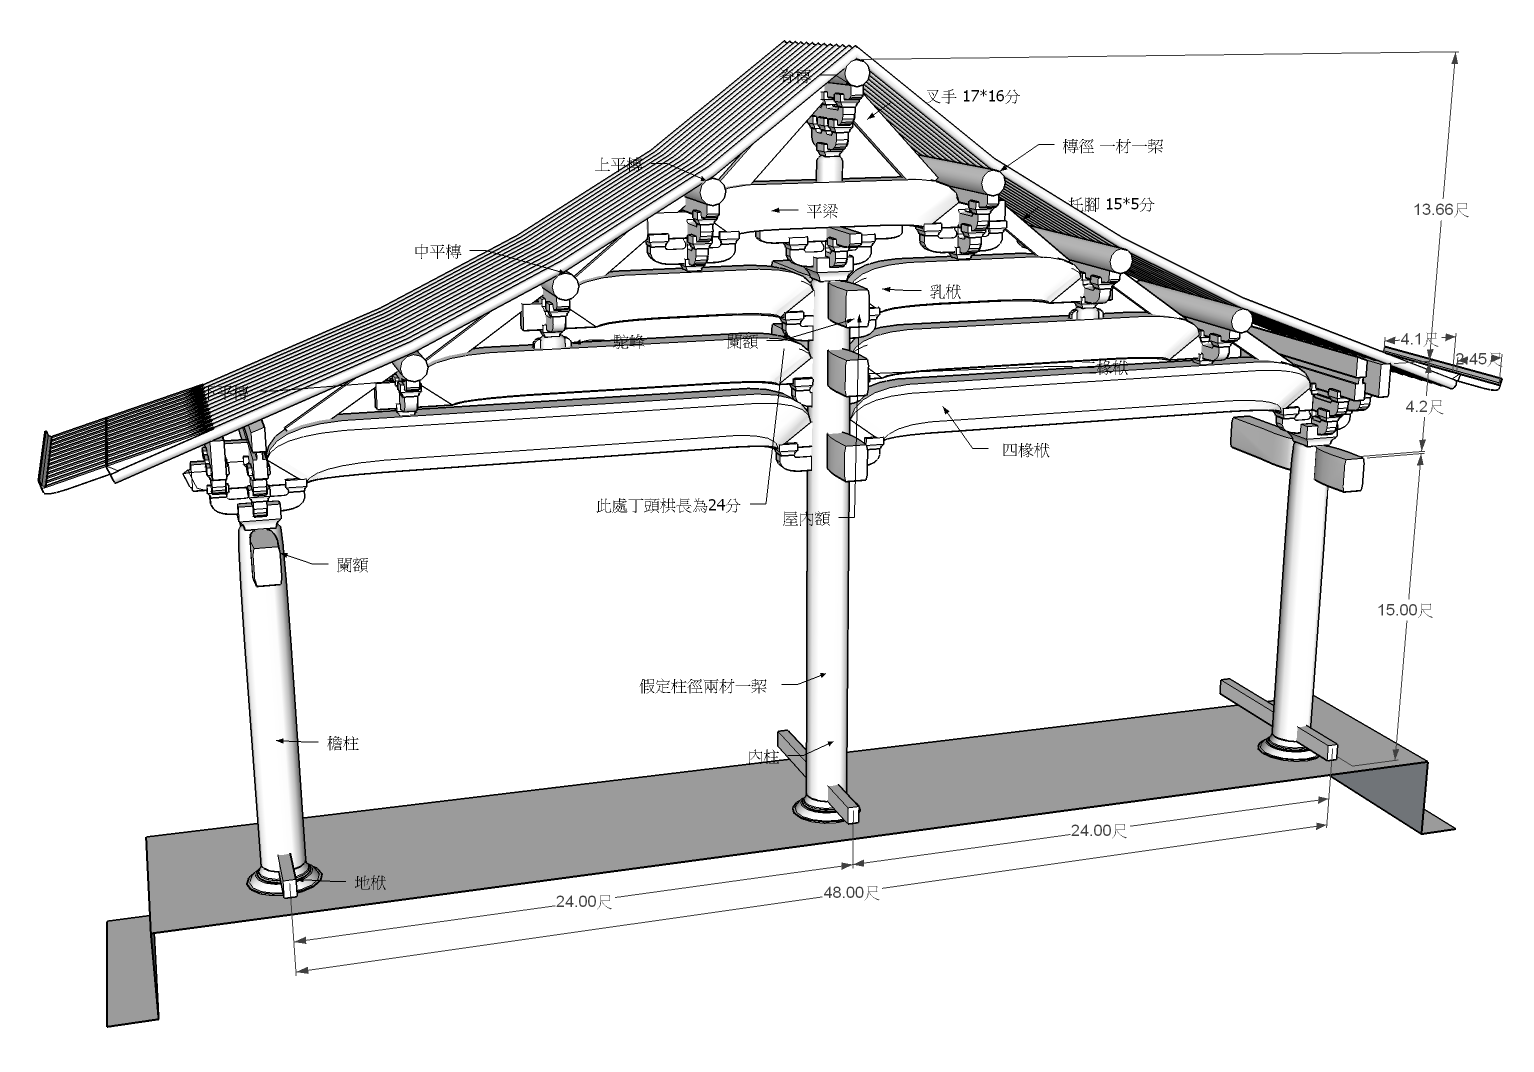 脊槫
叉手 17*16分
槫徑 一材一栔
上平槫
托腳 15*5分
13.66尺
平梁
中平槫
乳栿
駝峰
闌額
4.1尺
2.45
椽栿
平槫
4.2尺
四椽栿
此處丁頭栱長為24分
屋內額
闌額
15.00尺
假定柱徑兩材一栔
檐柱
內柱
24.00尺
地栿
48.00尺
24.00尺